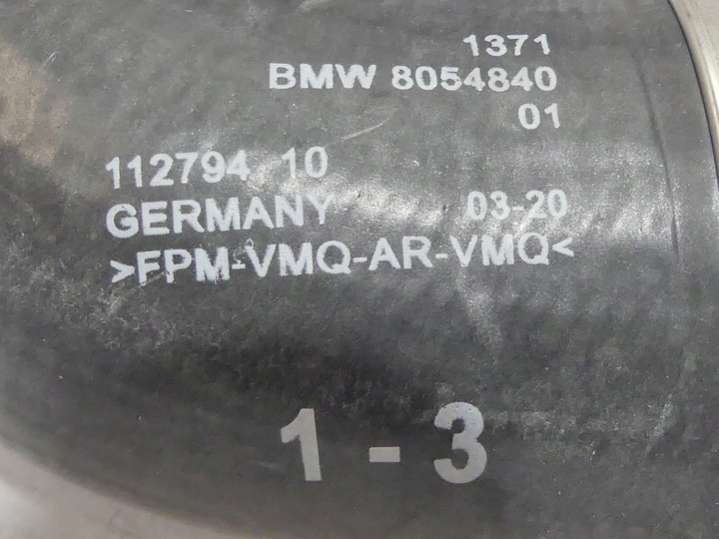 1371
BMW 8054840
01
112794 10
GERMANY 03-20
>FPM-VMQ-AR-VMQ<
1 - 3